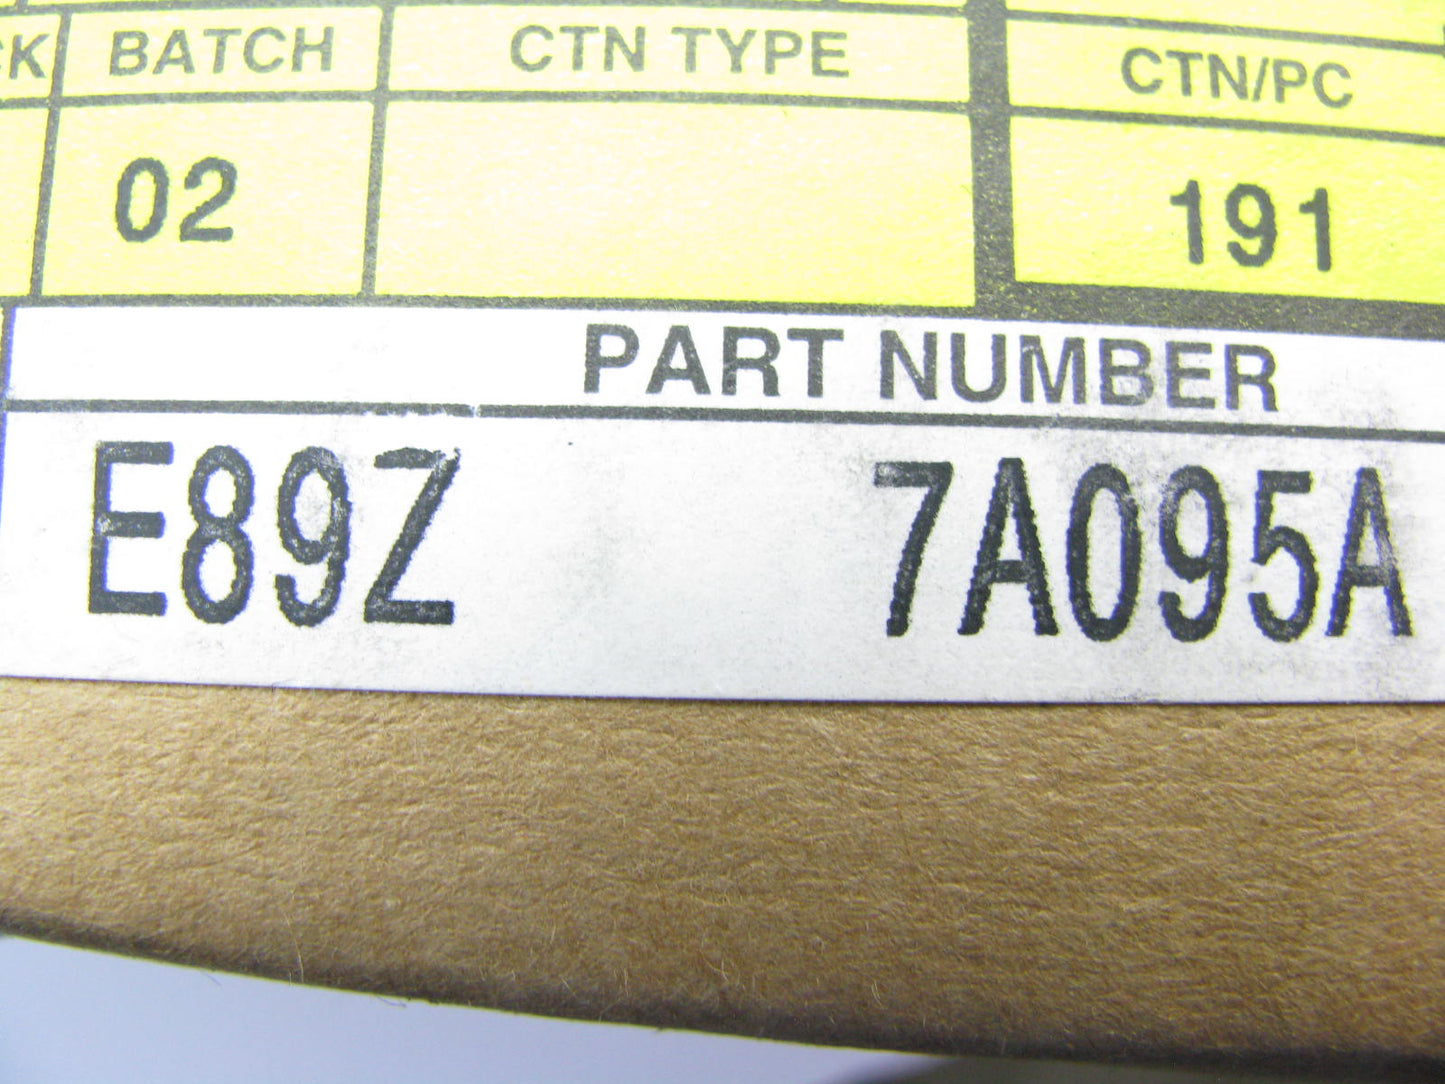 CK BATCH CTN TYPE CTN/PC
02 191
PART NUMBER
E89Z 7A095A